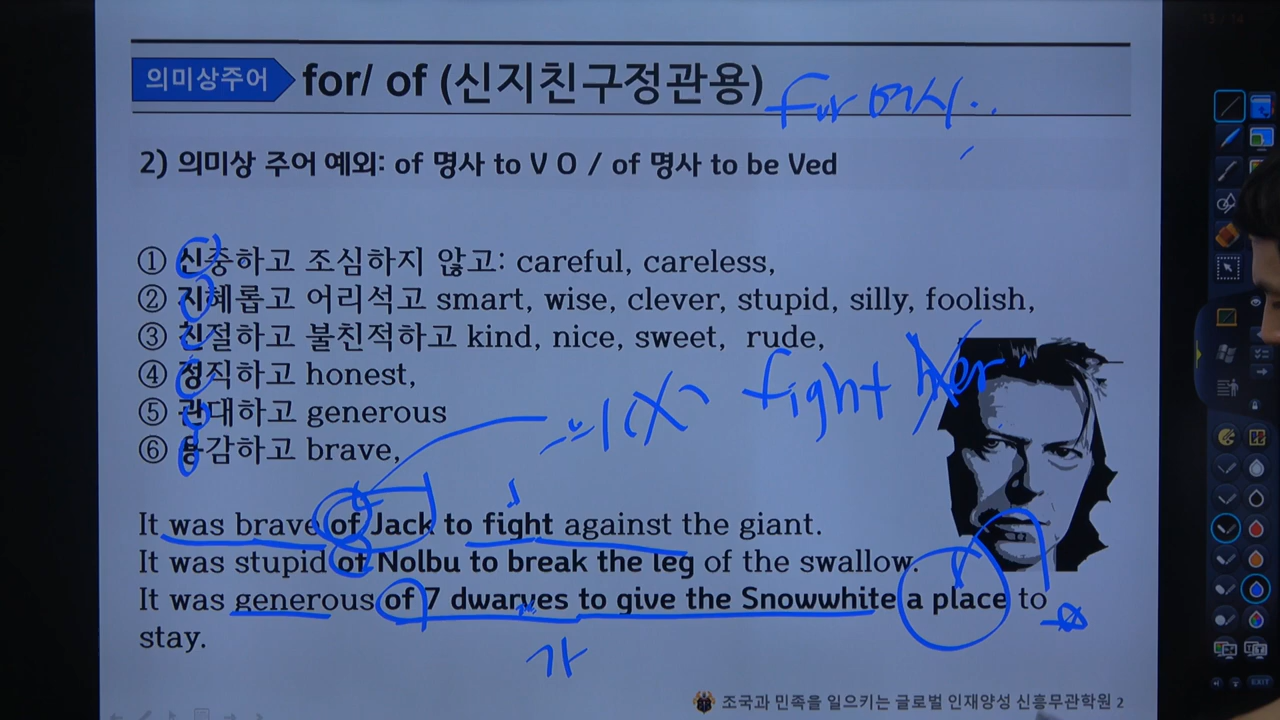 의미상주어 for/ of (신지친구정관용) for 명사..
2) 의미상 주어 예외: of 명사 to V O / of 명사 to be Ved
① 신중하고 조심하지 않고: careful, careless,
② 지혜롭고 어리석고 smart, wise, clever, stupid, silly, foolish,
③ 친절하고 불친적하고 kind, nice, sweet, rude,
④ 정직하고 honest,
fight her
⑤ 관대하고 generous
(X)
⑥ 용감하고 brave,
It was brave of Jack to fight against the giant.
It was stupid of Nolbu to break the leg of the swallow.
It was generous of 7 dwarves to give the Snowwhite a place to
stay.
가
조국과 민족을 일으키는 글로벌 인재양성 신흥무관학원 2
EXIT